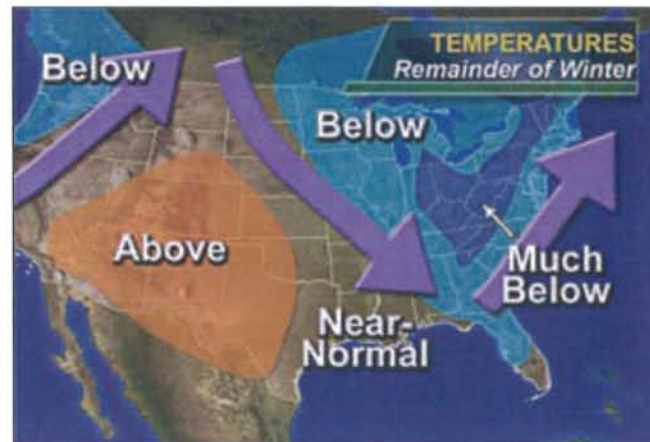 TEMPERATURES
Remainder of Winter
Below
Below
Above
Much
Below
Near-
Normal